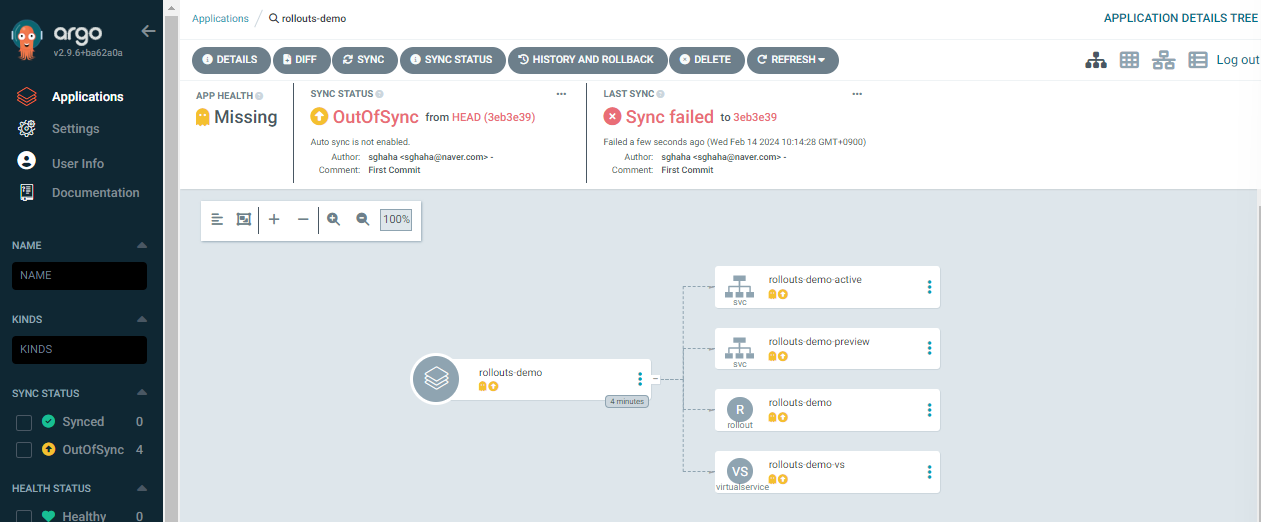 argo
v2.9.6+ba62a0a
Applications
Settings
User Info
Documentation
NAME
NAME
KINDS
KINDS
SYNC STATUS
Synced 0
OutOfSync 4
HEALTH STATUS
Healthy 0
Applications / rollouts-demo
APPLICATION DETAILS TREE
DETAILS DIFF SYNC SYNC STATUS HISTORY AND ROLLBACK DELETE REFRESH
Log out
APP HEALTH
Missing
SYNC STATUS
OutOfSync from HEAD (3eb3e39)
Auto sync is not enabled.
Author: sghaha <sghaha@naver.com> -
Comment: First Commit
LAST SYNC
Sync failed to 3eb3e39
Failed a few seconds ago (Wed Feb 14 2024 10:14:28 GMT+0900)
Author: sghaha <sghaha@naver.com> -
Comment: First Commit
100%
rollouts-demo
4 minutes
rollouts-demo-active
svc
rollouts-demo-preview
svc
rollouts-demo
R
rollout
rollouts-demo-vs
VS
virtualservice